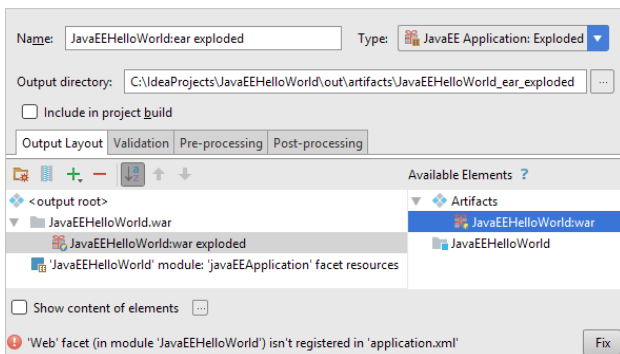 Name: JavaEEHelloWorld:ear exploded Type: JavaEE Application: Exploded
Output directory: C:\IdeaProjects\JavaEEHelloWorld\out\artifacts\JavaEEHelloWorld_ear_exploded ...
Include in project build
Output Layout Validation Pre-processing Post-processing
Available Elements ?
<output root>
JavaEEHelloWorld.war
JavaEEHelloWorld:war exploded
'JavaEEHelloWorld' module: 'javaEEApplication' facet resources
Artifacts
JavaEEHelloWorld:war
JavaEEHelloWorld
Show content of elements ...
'Web' facet (in module 'JavaEEHelloWorld') isn't registered in 'application.xml' Fix